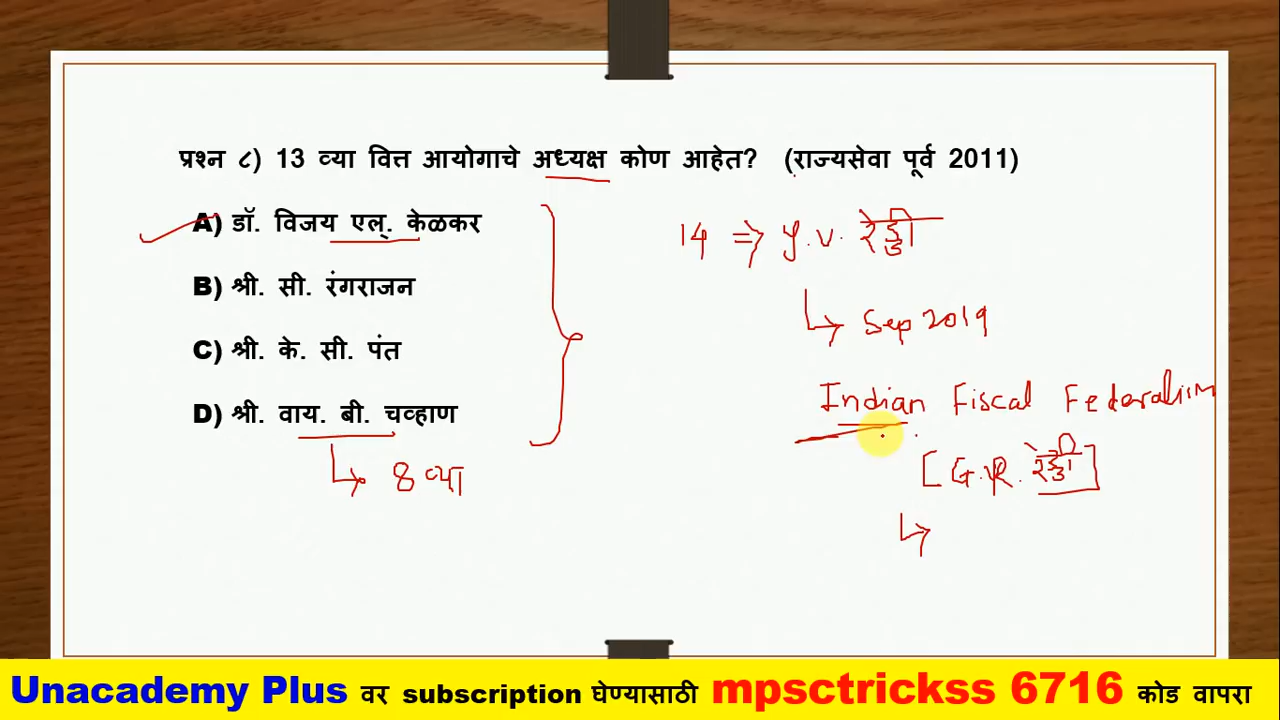 प्रश्न ८) 13 व्या वित्त आयोगाचे अध्यक्ष कोण आहेत? (राज्यसेवा पूर्व 2011)
A) डॉ. विजय एल्. केळकर
B) श्री. सी. रंगराजन
C) श्री. के. सी. पंत
D) श्री. वाय. बी. चव्हाण
8 व्या
14 ⇒ Y. V. रेड्डी
↳ Sep 2019
Indian Fiscal Federalism
[G. R. रेड्डी]
Unacademy Plus वर subscription घेण्यासाठी mpsctrickss 6716 कोड वापरा